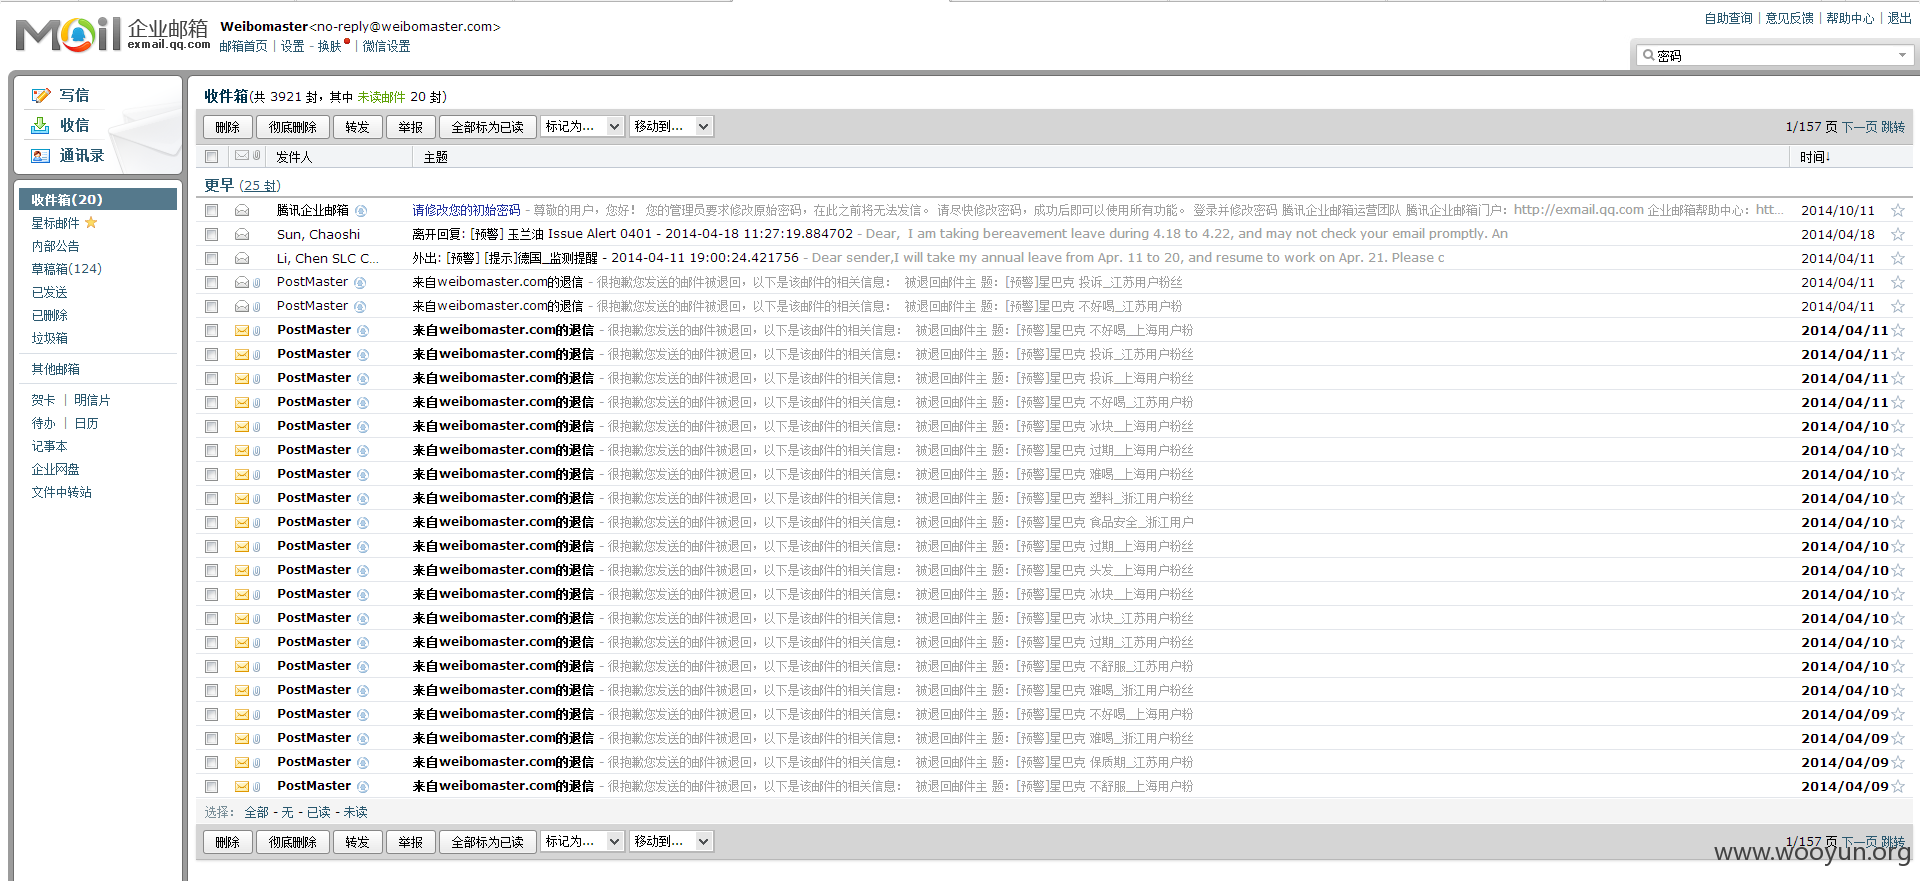 Mail 企业邮箱 exmail.qq.com
Weibomaster<no-reply@weibomaster.com>
邮箱首页 | 设置 - 换肤 | 微信设置
自助查询 | 意见反馈 | 帮助中心 | 退出
密码
写信
收信
通讯录
收件箱(20)
星标邮件
内部公告
草稿箱(124)
已发送
已删除
垃圾箱
其他邮箱
贺卡 | 明信片
待办 | 日历
记事本
企业网盘
文件中转站
收件箱(共 3921 封，其中 未读邮件 20 封)
删除 彻底删除 转发 举报 全部标为已读 标记为... 移动到... 1/157 页 下一页 跳转
发件人 主题 时间↓
更早 (25 封)
腾讯企业邮箱 请修改您的初始密码 - 尊敬的用户，您好！ 您的管理员要求修改原始密码，在此之前将无法发信。 请尽快修改密码，成功后即可以使用所有功能。 登录并修改密码 腾讯企业邮箱运营团队 腾讯企业邮箱门户：http://exmail.qq.com 企业邮箱帮助中心：htt... 2014/10/11
Sun, Chaoshi 离开回复: [预警] 玉兰油 Issue Alert 0401 - 2014-04-18 11:27:19.884702 - Dear, I am taking bereavement leave during 4.18 to 4.22, and may not check your email promptly. An 2014/04/18
Li, Chen SLC C... 外出: [预警] [提示]德国_监测提醒 - 2014-04-11 19:00:24.421756 - Dear sender,I will take my annual leave from Apr. 11 to 20, and resume to work on Apr. 21. Please c 2014/04/11
PostMaster 来自weibomaster.com的退信 - 很抱歉您发送的邮件被退回，以下是该邮件的相关信息： 被退回邮件主 题：[预警]星巴克 投诉_江苏用户粉丝 2014/04/11
PostMaster 来自weibomaster.com的退信 - 很抱歉您发送的邮件被退回，以下是该邮件的相关信息： 被退回邮件主 题：[预警]星巴克 不好喝_江苏用户粉 2014/04/11
PostMaster 来自weibomaster.com的退信 - 很抱歉您发送的邮件被退回，以下是该邮件的相关信息： 被退回邮件主 题：[预警]星巴克 不好喝_上海用户粉 2014/04/11
PostMaster 来自weibomaster.com的退信 - 很抱歉您发送的邮件被退回，以下是该邮件的相关信息： 被退回邮件主 题：[预警]星巴克 投诉_江苏用户粉丝 2014/04/11
PostMaster 来自weibomaster.com的退信 - 很抱歉您发送的邮件被退回，以下是该邮件的相关信息： 被退回邮件主 题：[预警]星巴克 投诉_上海用户粉丝 2014/04/11
PostMaster 来自weibomaster.com的退信 - 很抱歉您发送的邮件被退回，以下是该邮件的相关信息： 被退回邮件主 题：[预警]星巴克 不好喝_江苏用户粉 2014/04/11
PostMaster 来自weibomaster.com的退信 - 很抱歉您发送的邮件被退回，以下是该邮件的相关信息： 被退回邮件主 题：[预警]星巴克 冰块_上海用户粉丝 2014/04/10
PostMaster 来自weibomaster.com的退信 - 很抱歉您发送的邮件被退回，以下是该邮件的相关信息： 被退回邮件主 题：[预警]星巴克 过期_上海用户粉丝 2014/04/10
PostMaster 来自weibomaster.com的退信 - 很抱歉您发送的邮件被退回，以下是该邮件的相关信息： 被退回邮件主 题：[预警]星巴克 难喝_上海用户粉丝 2014/04/10
PostMaster 来自weibomaster.com的退信 - 很抱歉您发送的邮件被退回，以下是该邮件的相关信息： 被退回邮件主 题：[预警]星巴克 塑料_浙江用户粉丝 2014/04/10
PostMaster 来自weibomaster.com的退信 - 很抱歉您发送的邮件被退回，以下是该邮件的相关信息： 被退回邮件主 题：[预警]星巴克 食品安全_浙江用户 2014/04/10
PostMaster 来自weibomaster.com的退信 - 很抱歉您发送的邮件被退回，以下是该邮件的相关信息： 被退回邮件主 题：[预警]星巴克 过期_上海用户粉丝 2014/04/10
PostMaster 来自weibomaster.com的退信 - 很抱歉您发送的邮件被退回，以下是该邮件的相关信息： 被退回邮件主 题：[预警]星巴克 头发_上海用户粉丝 2014/04/10
PostMaster 来自weibomaster.com的退信 - 很抱歉您发送的邮件被退回，以下是该邮件的相关信息： 被退回邮件主 题：[预警]星巴克 冰块_上海用户粉丝 2014/04/10
PostMaster 来自weibomaster.com的退信 - 很抱歉您发送的邮件被退回，以下是该邮件的相关信息： 被退回邮件主 题：[预警]星巴克 冰块_江苏用户粉丝 2014/04/10
PostMaster 来自weibomaster.com的退信 - 很抱歉您发送的邮件被退回，以下是该邮件的相关信息： 被退回邮件主 题：[预警]星巴克 过期_江苏用户粉丝 2014/04/10
PostMaster 来自weibomaster.com的退信 - 很抱歉您发送的邮件被退回，以下是该邮件的相关信息： 被退回邮件主 题：[预警]星巴克 不舒服_江苏用户粉 2014/04/10
PostMaster 来自weibomaster.com的退信 - 很抱歉您发送的邮件被退回，以下是该邮件的相关信息： 被退回邮件主 题：[预警]星巴克 难喝_浙江用户粉丝 2014/04/10
PostMaster 来自weibomaster.com的退信 - 很抱歉您发送的邮件被退回，以下是该邮件的相关信息： 被退回邮件主 题：[预警]星巴克 不好喝_上海用户粉 2014/04/09
PostMaster 来自weibomaster.com的退信 - 很抱歉您发送的邮件被退回，以下是该邮件的相关信息： 被退回邮件主 题：[预警]星巴克 难喝_浙江用户粉丝 2014/04/09
PostMaster 来自weibomaster.com的退信 - 很抱歉您发送的邮件被退回，以下是该邮件的相关信息： 被退回邮件主 题：[预警]星巴克 保质期_江苏用户粉 2014/04/09
PostMaster 来自weibomaster.com的退信 - 很抱歉您发送的邮件被退回，以下是该邮件的相关信息： 被退回邮件主 题：[预警]星巴克 不舒服_上海用户粉 2014/04/09
选择： 全部 - 无 - 已读 - 未读
删除 彻底删除 转发 举报 全部标为已读 标记为... 移动到... 1/157 页 下一页 跳转
www.wooyun.org